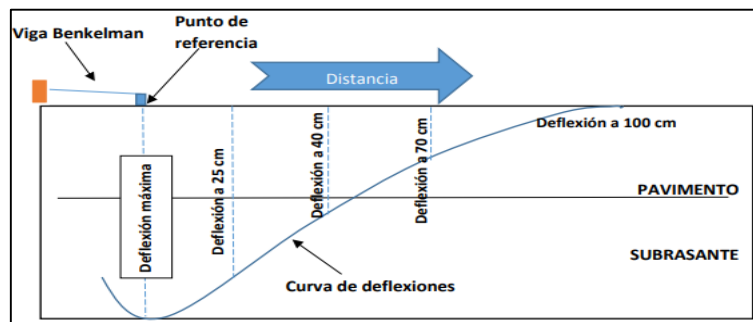 Viga Benkelman
Punto de
referencia
Distancia
Deflexión máxima
Deflexión a 25 cm
Deflexión a 40 cm
Deflexión a 70 cm
Deflexión a 100 cm
PAVIMENTO
SUBRASANTE
Curva de deflexiones